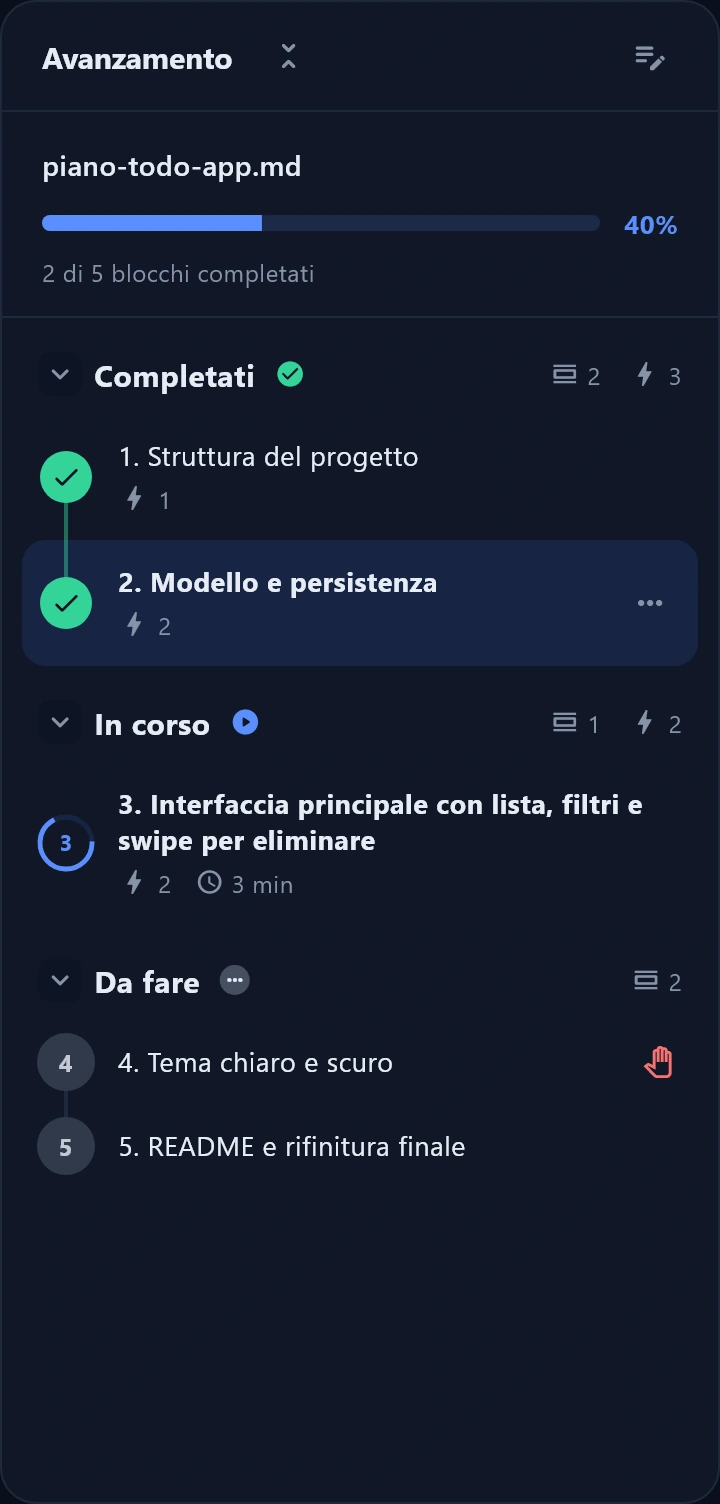 Avanzamento
piano-todo-app.md
40%
2 di 5 blocchi completati
Completati 2 3
1. Struttura del progetto
1
2. Modello e persistenza
2
In corso 1 2
3. Interfaccia principale con lista, filtri e
3 swipe per eliminare
2 3 min
Da fare 2
4 4. Tema chiaro e scuro
5 5. README e rifinitura finale